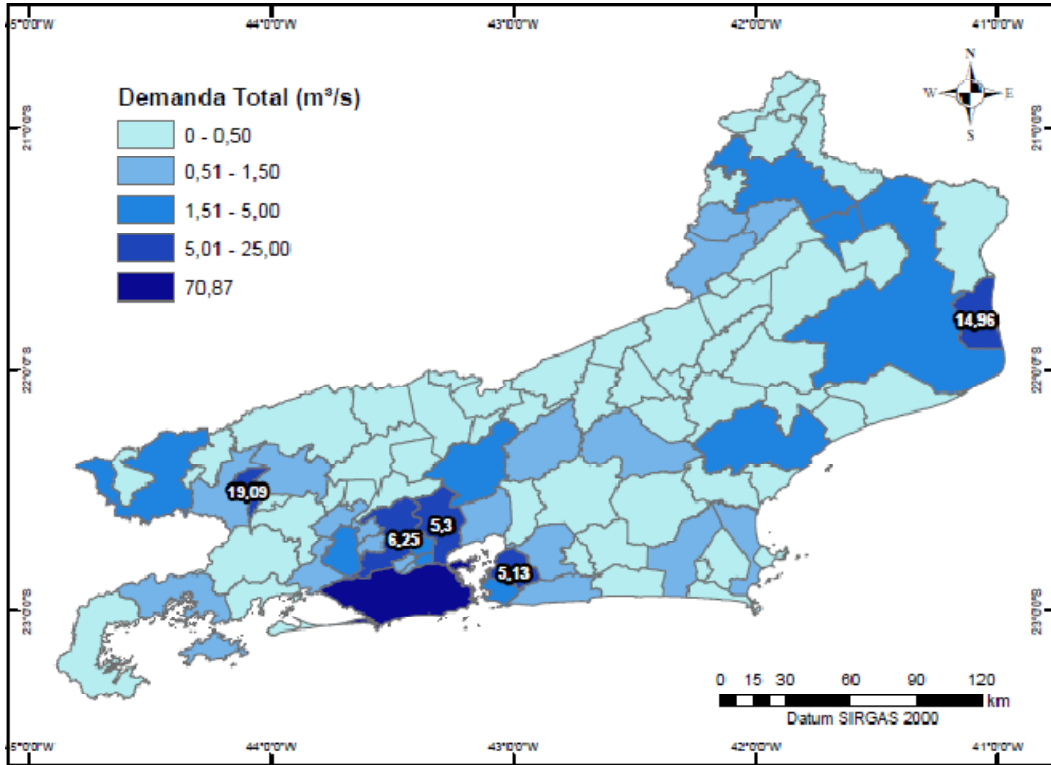 45°0'0"W 44°0'0"W 43°0'0"W 42°0'0"W 41°0'0"W
N
W E
S
Demanda Total (m³/s)
0 - 0,50
0,51 - 1,50
1,51 - 5,00
5,01 - 25,00
70,87
21°0'0"S
21°0'0"S
14,96
22°0'0"S
22°0'0"S
19,09
5,3
6,25
5,13
23°0'0"S
23°0'0"S
0 15 30 60 90 120
km
Datum SIRGAS 2000
45°0'0"W 44°0'0"W 43°0'0"W 42°0'0"W 41°0'0"W